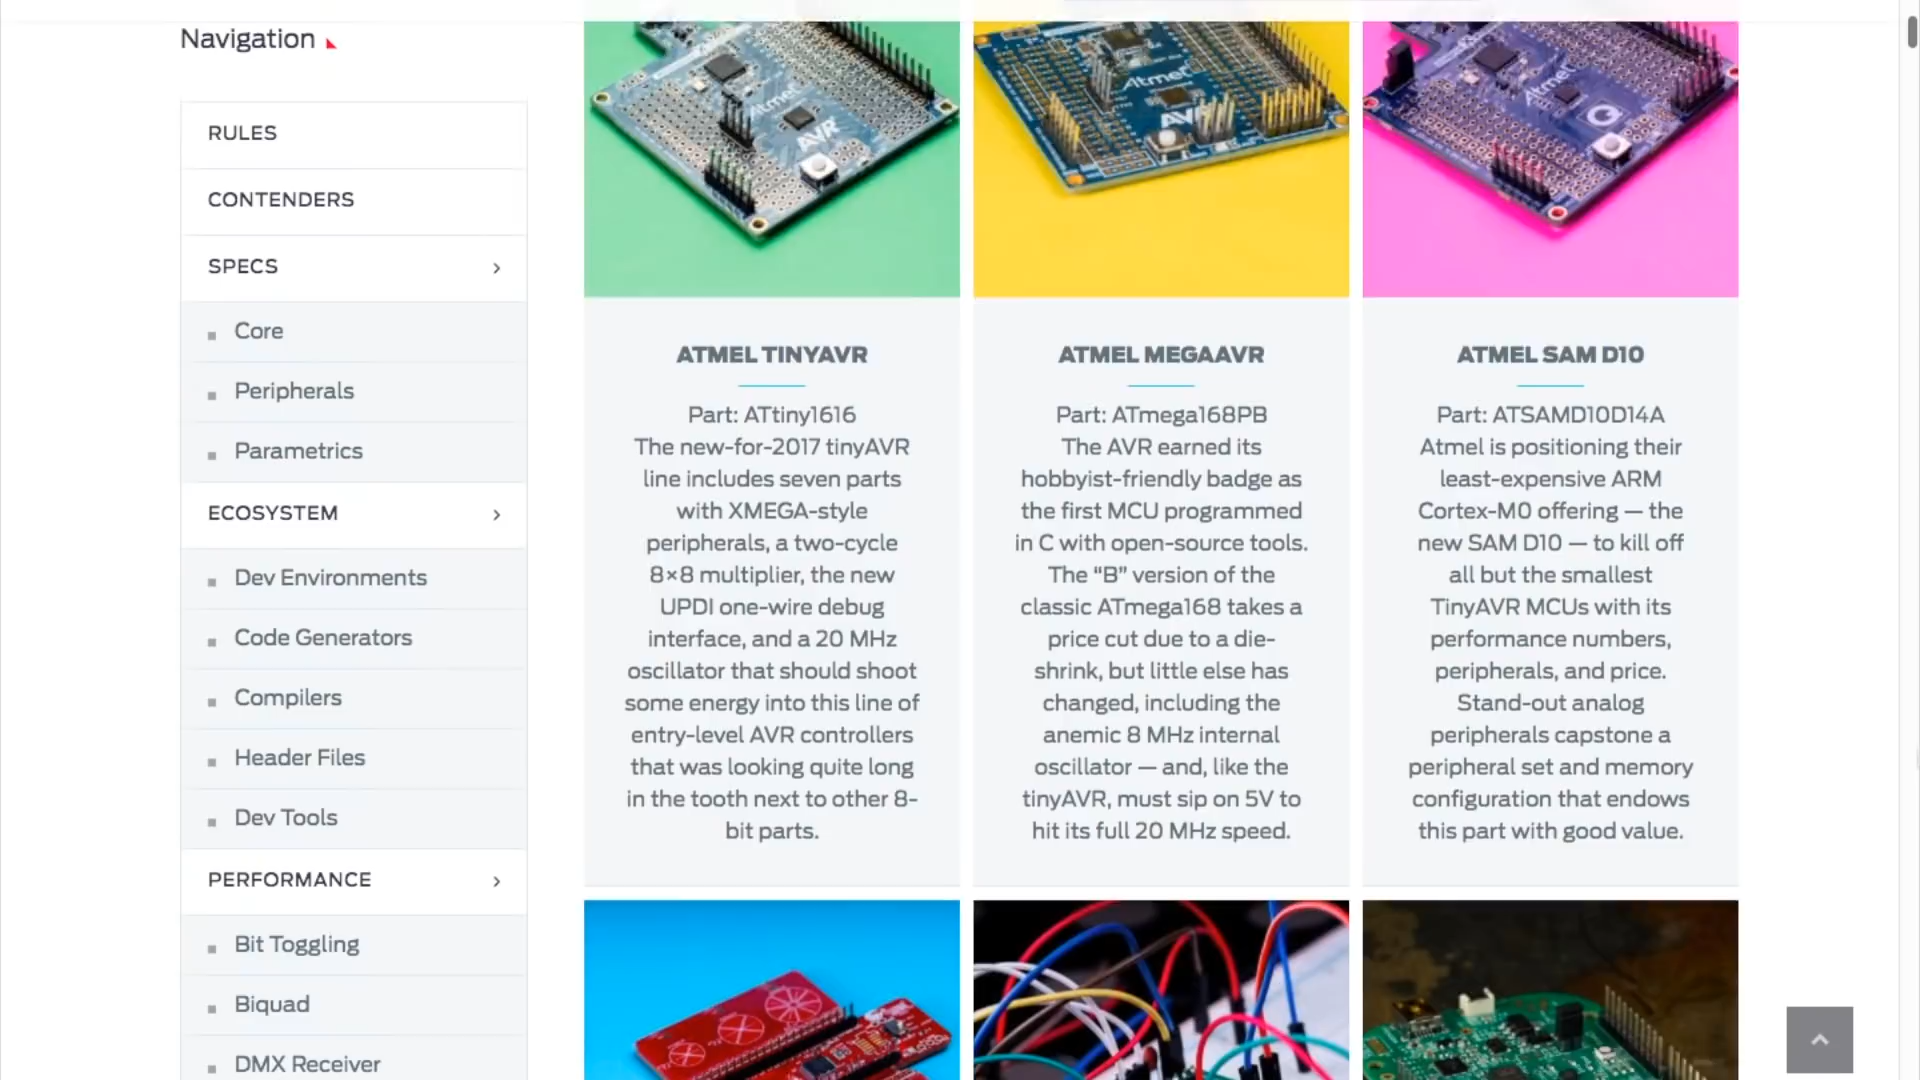 Navigation
RULES
CONTENDERS
SPECS
Core
Peripherals
Parametrics
ECOSYSTEM
Dev Environments
Code Generators
Compilers
Header Files
Dev Tools
PERFORMANCE
Bit Toggling
Biquad
DMX Receiver
Atmel
AVR
ATMEL TINYAVR
Part: ATtiny1616
The new-for-2017 tinyAVR
line includes seven parts
with XMEGA-style
peripherals, a two-cycle
8×8 multiplier, the new
UPDI one-wire debug
interface, and a 20 MHz
oscillator that should shoot
some energy into this line of
entry-level AVR controllers
that was looking quite long
in the tooth next to other 8-
bit parts.
Atmel
AV
ATMEL MEGAAVR
Part: ATmega168PB
The AVR earned its
hobbyist-friendly badge as
the first MCU programmed
in C with open-source tools.
The “B” version of the
classic ATmega168 takes a
price cut due to a die-
shrink, but little else has
changed, including the
anemic 8 MHz internal
oscillator — and, like the
tinyAVR, must sip on 5V to
hit its full 20 MHz speed.
Atmel
ATMEL SAM D10
Part: ATSAMD10D14A
Atmel is positioning their
least-expensive ARM
Cortex-M0 offering — the
new SAM D10 — to kill off
all but the smallest
TinyAVR MCUs with its
performance numbers,
peripherals, and price.
Stand-out analog
peripherals capstone a
peripheral set and memory
configuration that endows
this part with good value.